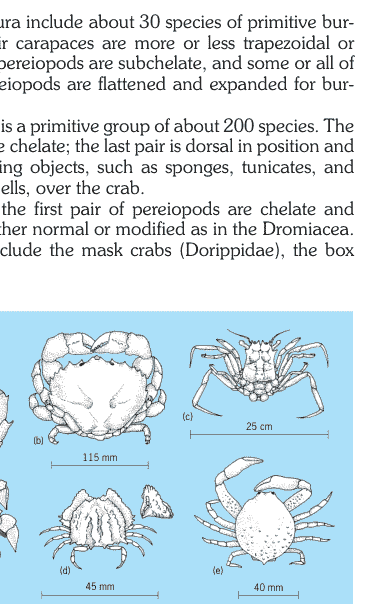 ura include about 30 species of primitive bur-
ir carapaces are more or less trapezoidal or
pereiopods are subchelate, and some or all of
eiopods are flattened and expanded for bur-
is a primitive group of about 200 species. The
e chelate; the last pair is dorsal in position and
ing objects, such as sponges, tunicates, and
ells, over the crab.
the first pair of pereiopods are chelate and
ther normal or modified as in the Dromiacea.
clude the mask crabs (Dorippidae), the box
(b)
115 mm
(c)
25 cm
(d)
45 mm
(e)
40 mm